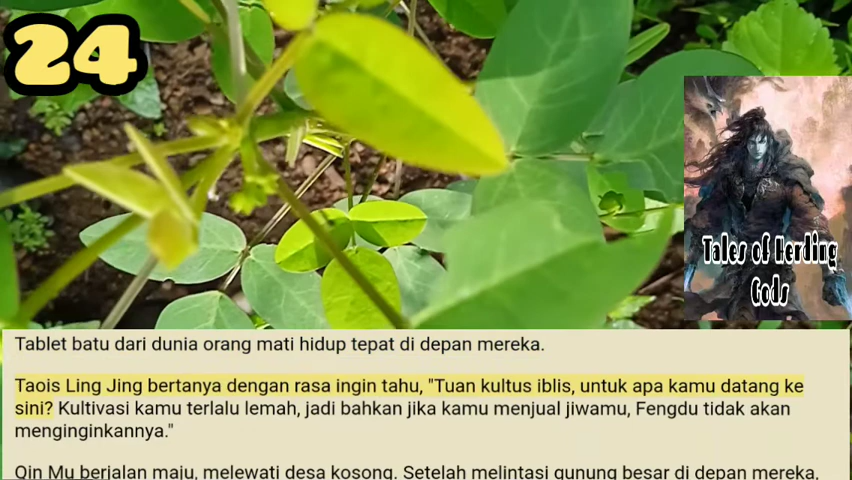 24
Tales of Herding
Gods
Tablet batu dari dunia orang mati hidup tepat di depan mereka.
Taois Ling Jing bertanya dengan rasa ingin tahu, "Tuan kultus iblis, untuk apa kamu datang ke
sini? Kultivasi kamu terlalu lemah, jadi bahkan jika kamu menjual jiwamu, Fengdu tidak akan
menginginkannya."
Qin Mu berjalan maju, melewati desa kosong. Setelah melintasi gunung besar di depan mereka,